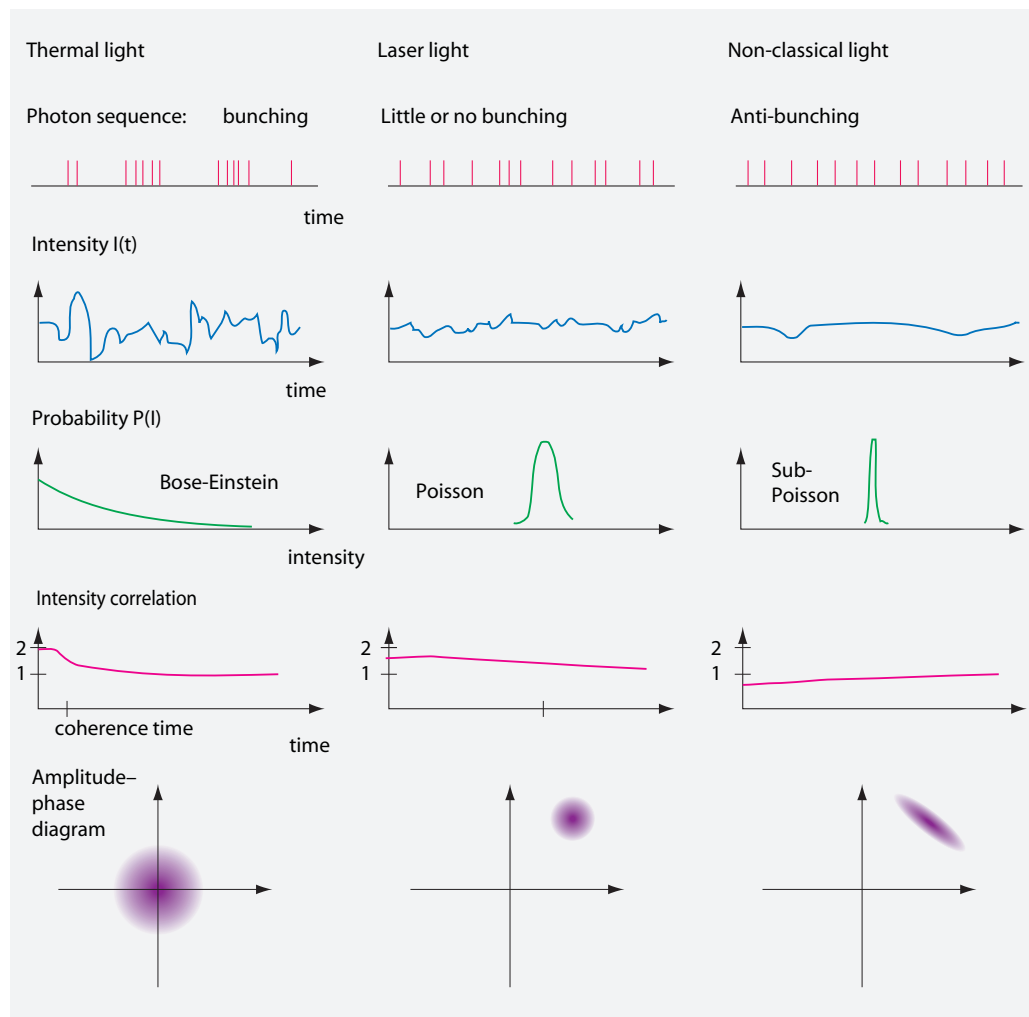 Thermal light
Laser light
Non-classical light
Photon sequence: bunching
Little or no bunching
Anti-bunching
time
Intensity I(t)
time
Probability P(I)
Bose-Einstein
Poisson
Sub-
Poisson
intensity
Intensity correlation
2
1
2
1
2
1
coherence time
time
Amplitude–
phase
diagram